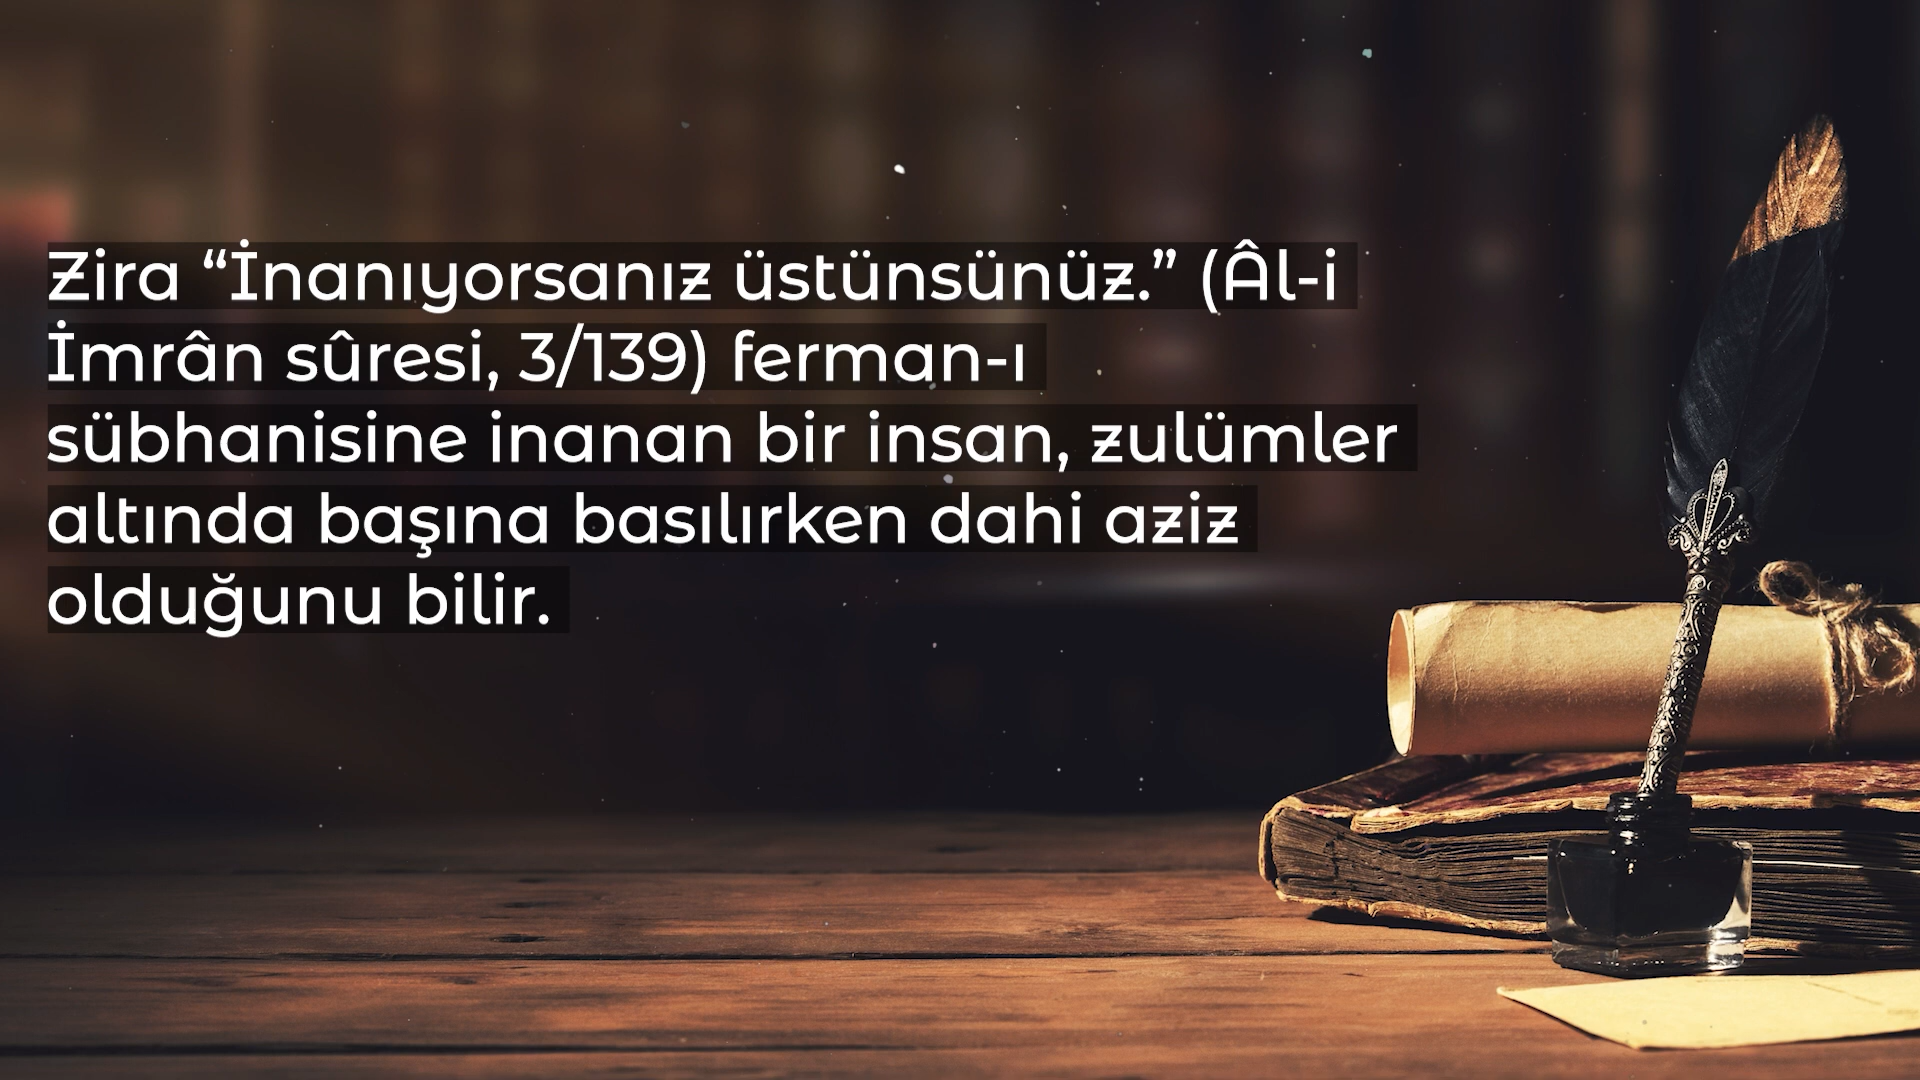 Zira “İnanıyorsanız üstünsünüz.” (Âl-i
İmrân sûresi, 3/139) ferman-ı
sübhanisine inanan bir insan, zulümler
altında başına basılırken dahi aziz
olduğunu bilir.